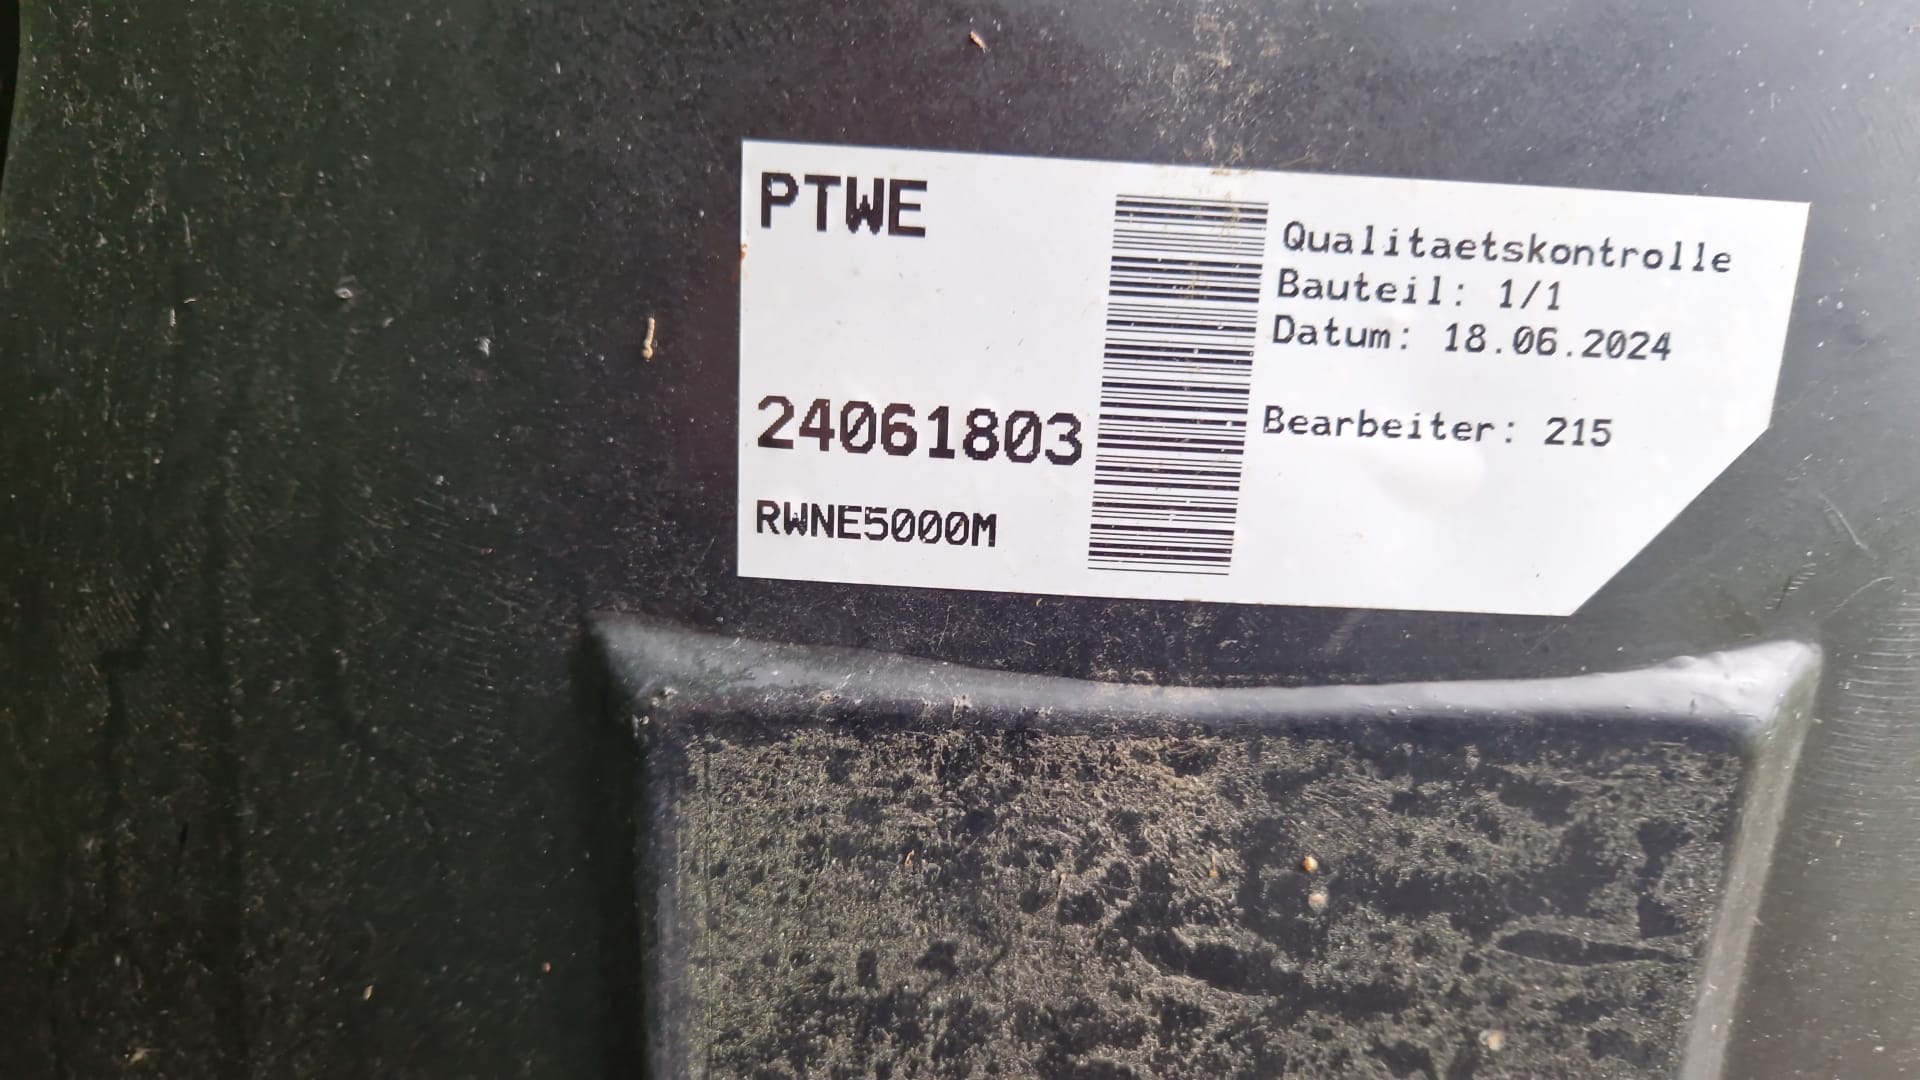 PTWE
24061803
RWNE5000M
Qualitaetskontrolle
Bauteil: 1/1
Datum: 18.06.2024
Bearbeiter: 215